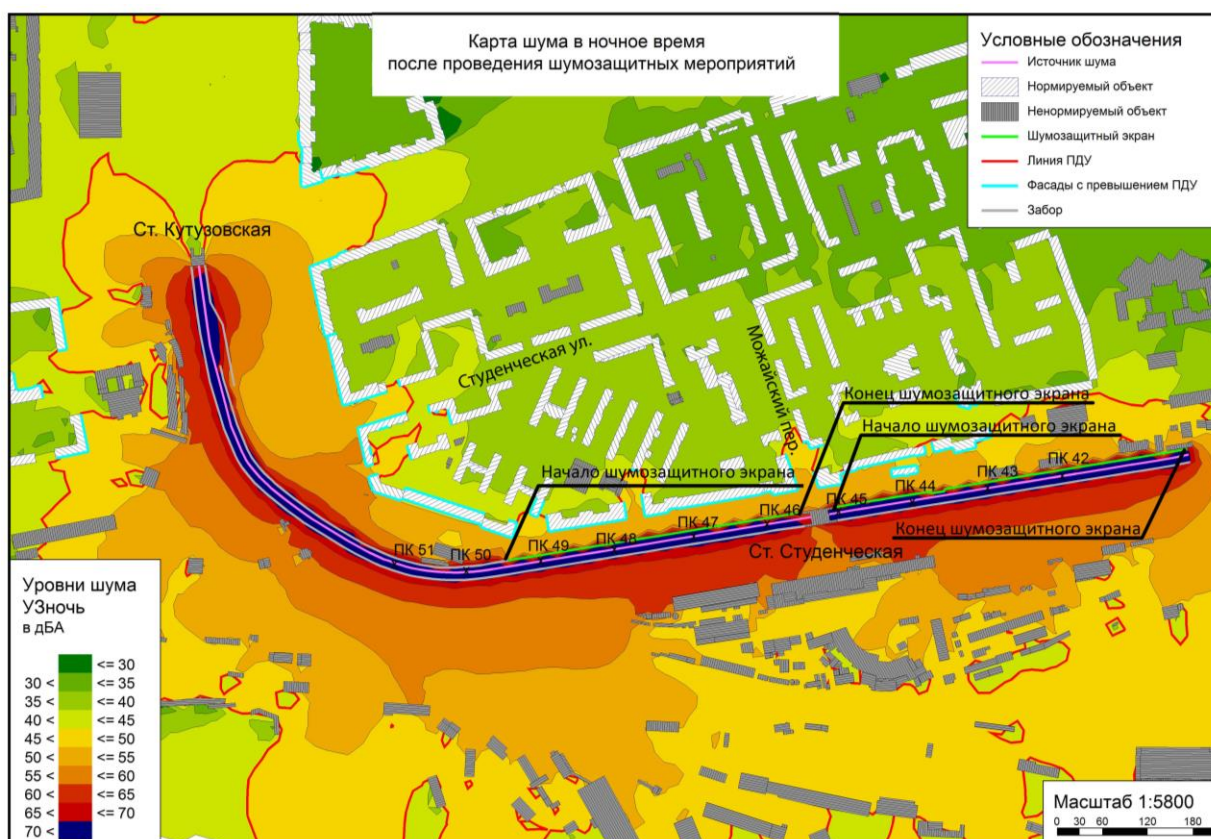 Карта шума в ночное время
после проведения шумозащитных мероприятий
Условные обозначения
Источник шума
Нормируемый объект
Ненормируемый объект
Шумозащитный экран
Линия ПДУ
Фасады с превышением ПДУ
Забор
Ст. Кутузовская
Студенческая ул.
Можайский пер.
Конец шумозащитного экрана
Начало шумозащитного экрана
Начало шумозащитного экрана
ПК 42
ПК 43
ПК 44
ПК 45
ПК 46
ПК 47
ПК 48
ПК 49
ПК 50
ПК 51
Конец шумозащитного экрана
Ст. Студенческая
Уровни шума
УЗночь
в дБА
<= 30
30 < <= 35
35 < <= 40
40 < <= 45
45 < <= 50
50 < <= 55
55 < <= 60
60 < <= 65
65 < <= 70
70 <
Масштаб 1:5800
0 30 60 120 180